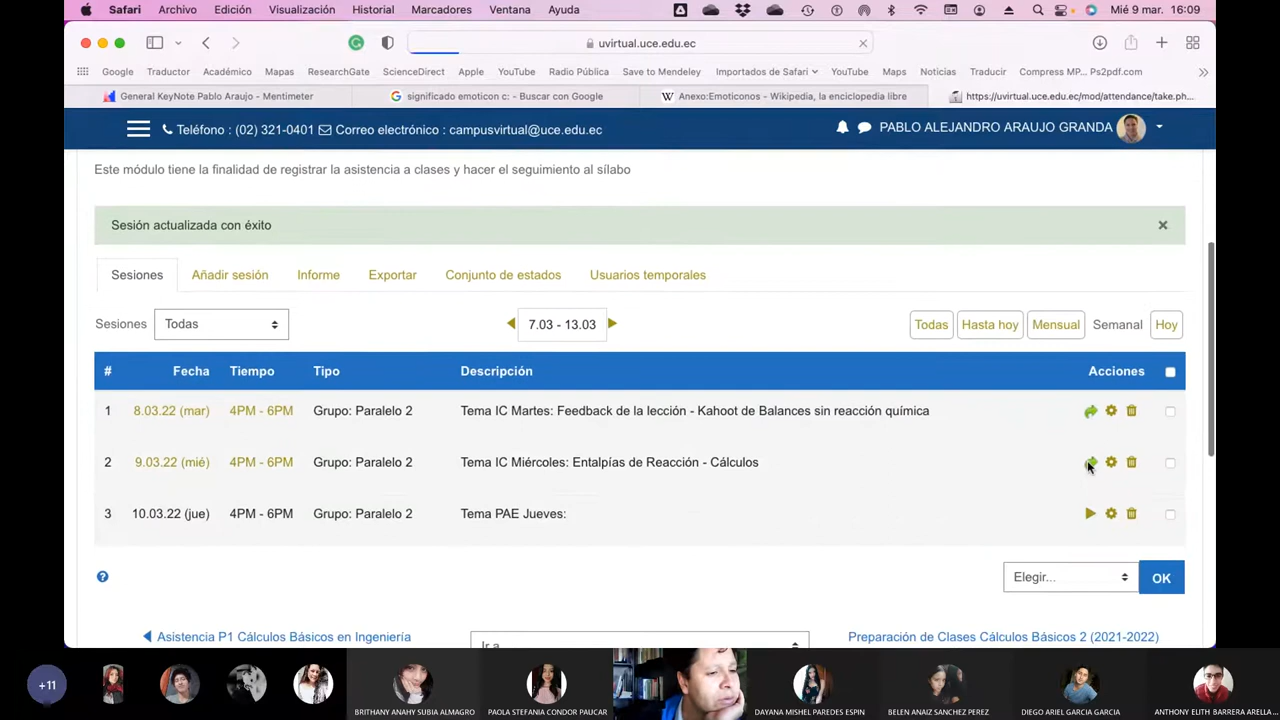 Safari Archivo Edición Visualización Historial Marcadores Ventana Ayuda Mié 9 mar. 16:09
uvirtual.uce.edu.ec
Google Traductor Académico Mapas ResearchGate ScienceDirect Apple YouTube Radio Pública Save to Mendeley Importados de Safari YouTube Maps Noticias Traducir Compress MP... Ps2pdf.com
General KeyNote Pablo Araujo - Mentimeter significado emoticon c: - Buscar con Google Anexo:Emoticonos - Wikipedia, la enciclopedia libre https://uvirtual.uce.edu.ec/mod/attendance/take.ph...
Teléfono : (02) 321-0401 Correo electrónico : campusvirtual@uce.edu.ec PABLO ALEJANDRO ARAUJO GRANDA
Este módulo tiene la finalidad de registrar la asistencia a clases y hacer el seguimiento al sílabo
Sesión actualizada con éxito ×
Sesiones Añadir sesión Informe Exportar Conjunto de estados Usuarios temporales
Sesiones Todas 7.03 - 13.03 Todas Hasta hoy Mensual Semanal Hoy
# Fecha Tiempo Tipo Descripción Acciones
1 8.03.22 (mar) 4PM - 6PM Grupo: Paralelo 2 Tema IC Martes: Feedback de la lección - Kahoot de Balances sin reacción química
2 9.03.22 (mié) 4PM - 6PM Grupo: Paralelo 2 Tema IC Miércoles: Entalpías de Reacción - Cálculos
3 10.03.22 (jue) 4PM - 6PM Grupo: Paralelo 2 Tema PAE Jueves:
Elegir... OK
Asistencia P1 Cálculos Básicos en Ingeniería Ir a Preparación de Clases Cálculos Básicos 2 (2021-2022)
+11
BRITHANY ANAHY SUBIA ALMAGRO PAOLA STEFANIA CONDOR PAUCAR DAYANA MISHEL PAREDES ESPIN BELEN ANAIZ SANCHEZ PEREZ DIEGO ARIEL GARCIA GARCIA ANTHONY ELITH BARRERA ARELLA...